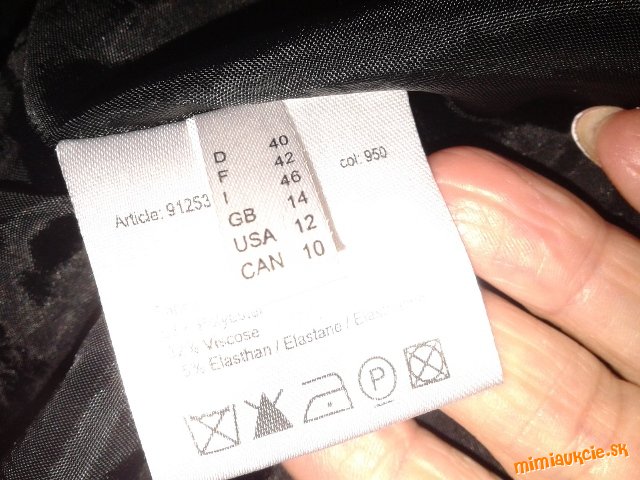 D 40
F 42
I 46
GB 14
USA 12
CAN 10
Article: 91253
col: 950
Viscose
Elasthan / Elastano /
P
mimiaukcie.sk